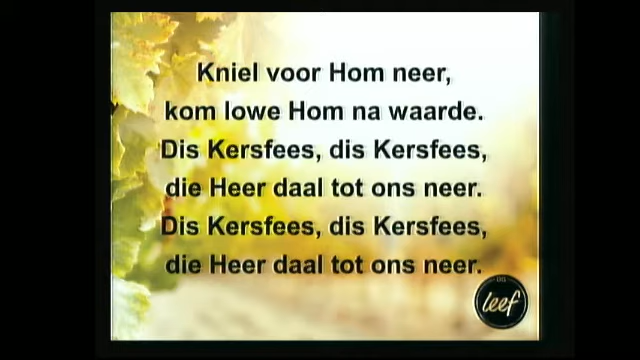 Kniel voor Hom neer,
kom lowe Hom na waarde.
Dis Kersfees, dis Kersfees,
die Heer daal tot ons neer.
Dis Kersfees, dis Kersfees,
die Heer daal tot ons neer.
leef